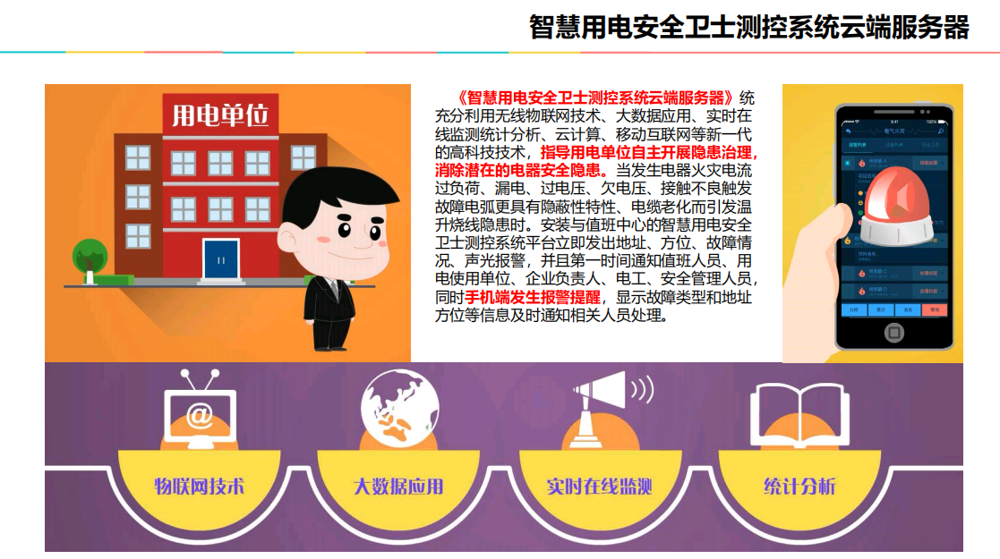 智慧用电安全卫士测控系统云端服务器
用电单位
《智慧用电安全卫士测控系统云端服务器》统
充分利用无线物联网技术、大数据应用、实时在
线监测统计分析、云计算、移动互联网等新一代
的高科技技术，指导用电单位自主开展隐患治理，
消除潜在的电器安全隐患。当发生电器火灾电流
过负荷、漏电、过电压、欠电压、接触不良触发
故障电弧更具有隐蔽性特性、电缆老化而引发温
升烧线隐患时。安装与值班中心的智慧用电安全
卫士测控系统平台立即发出地址、方位、故障情
况、声光报警，并且第一时间通知值班人员、用
电使用单位、企业负责人、电工、安全管理人员，
同时手机端发生报警提醒，显示故障类型和地址
方位等信息及时通知相关人员处理。
9:41
100%
电气火灾
物联网技术
大数据应用
实时在线监测
统计分析